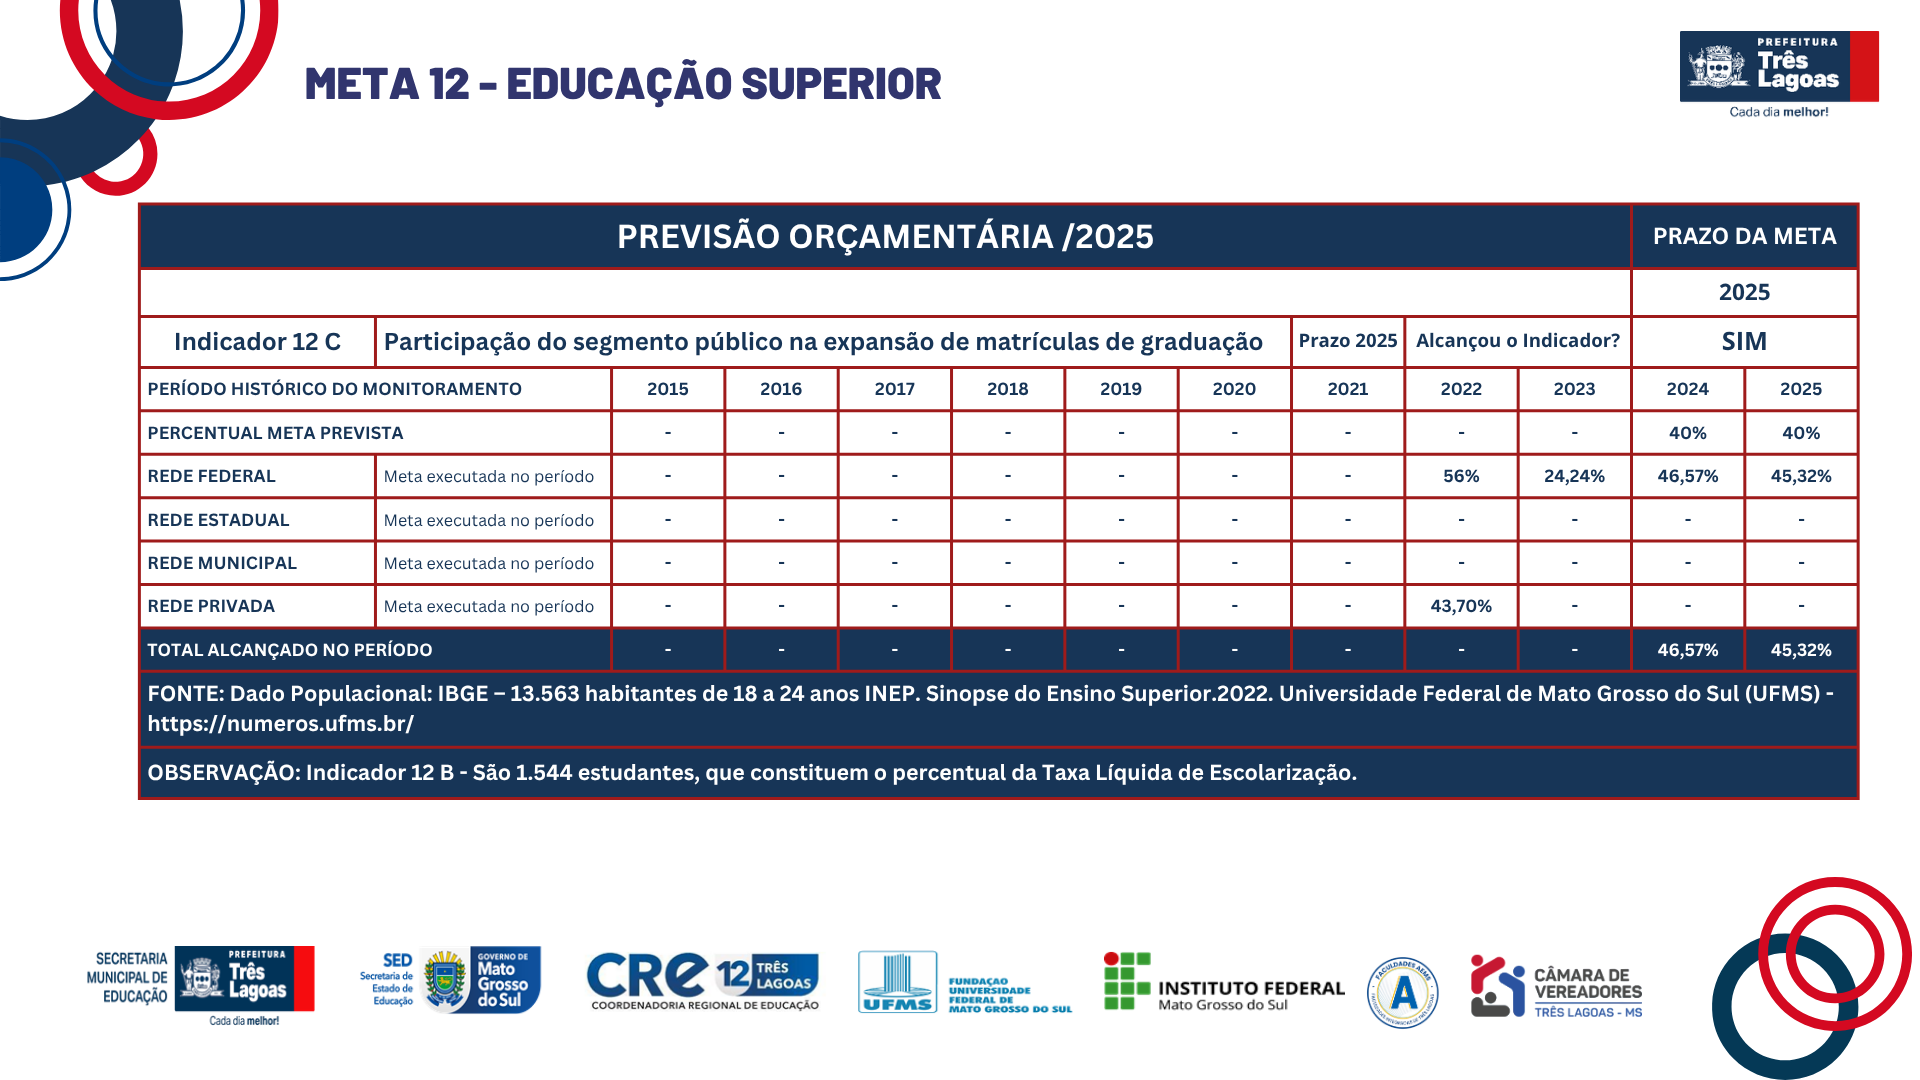 META 12 - EDUCAÇÃO SUPERIOR
PREFEITURA
Três
Lagoas
Cada dia melhor!
PREVISÃO ORÇAMENTÁRIA /2025 PRAZO DA META
2025
Indicador 12 C Participação do segmento público na expansão de matrículas de graduação Prazo 2025 Alcançou o Indicador? SIM
PERÍODO HISTÓRICO DO MONITORAMENTO 2015 2016 2017 2018 2019 2020 2021 2022 2023 2024 2025
PERCENTUAL META PREVISTA - - - - - - - - - 40% 40%
REDE FEDERAL Meta executada no período - - - - - - - 56% 24,24% 46,57% 45,32%
REDE ESTADUAL Meta executada no período - - - - - - - - - - -
REDE MUNICIPAL Meta executada no período - - - - - - - - - - -
REDE PRIVADA Meta executada no período - - - - - - - 43,70% - - -
TOTAL ALCANÇADO NO PERÍODO - - - - - - - - - 46,57% 45,32%
FONTE: Dado Populacional: IBGE – 13.563 habitantes de 18 a 24 anos INEP. Sinopse do Ensino Superior.2022. Universidade Federal de Mato Grosso do Sul (UFMS) -
https://numeros.ufms.br/
OBSERVAÇÃO: Indicador 12 B - São 1.544 estudantes, que constituem o percentual da Taxa Líquida de Escolarização.
SECRETARIA
MUNICIPAL DE
EDUCAÇÃO
PREFEITURA
Três
Lagoas
Cada dia melhor!
SED
Secretaria de
Estado de
Educação
GOVERNO DE
Mato
Grosso
do Sul
CRe 12 TRÊS
LAGOAS
COORDENADORIA REGIONAL DE EDUCAÇÃO
UFMS
FUNDAÇAO
UNIVERSIDADE
FEDERAL DE
MATO GROSSO DO SUL
INSTITUTO FEDERAL
Mato Grosso do Sul
FACULDADES AEMS
A
CÂMARA DE
VEREADORES
TRÊS LAGOAS - MS